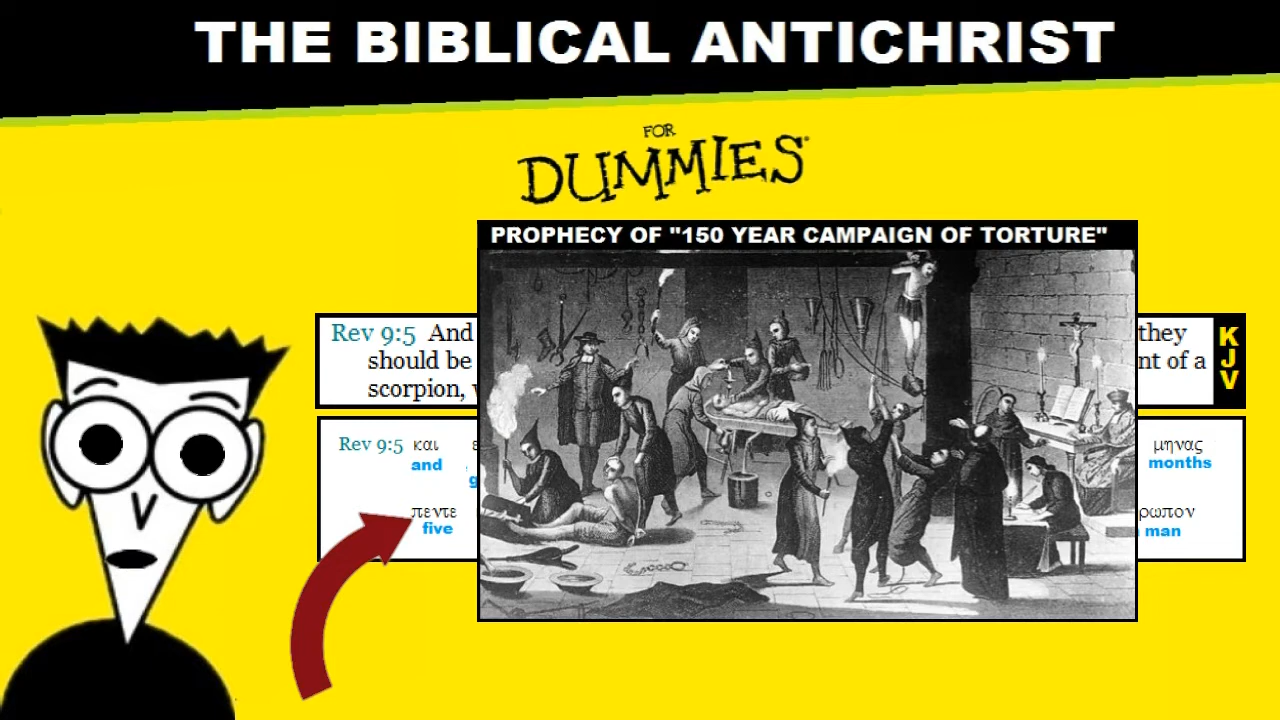 THE BIBLICAL ANTICHRIST
FOR
DUMMIES
PROPHECY OF "150 YEAR CAMPAIGN OF TORTURE"
Rev 9:5 And they
should be nt of a
scorpion,
K
J
V
Rev 9:5 και μηνας
and months
πεντε ρωπον
five man